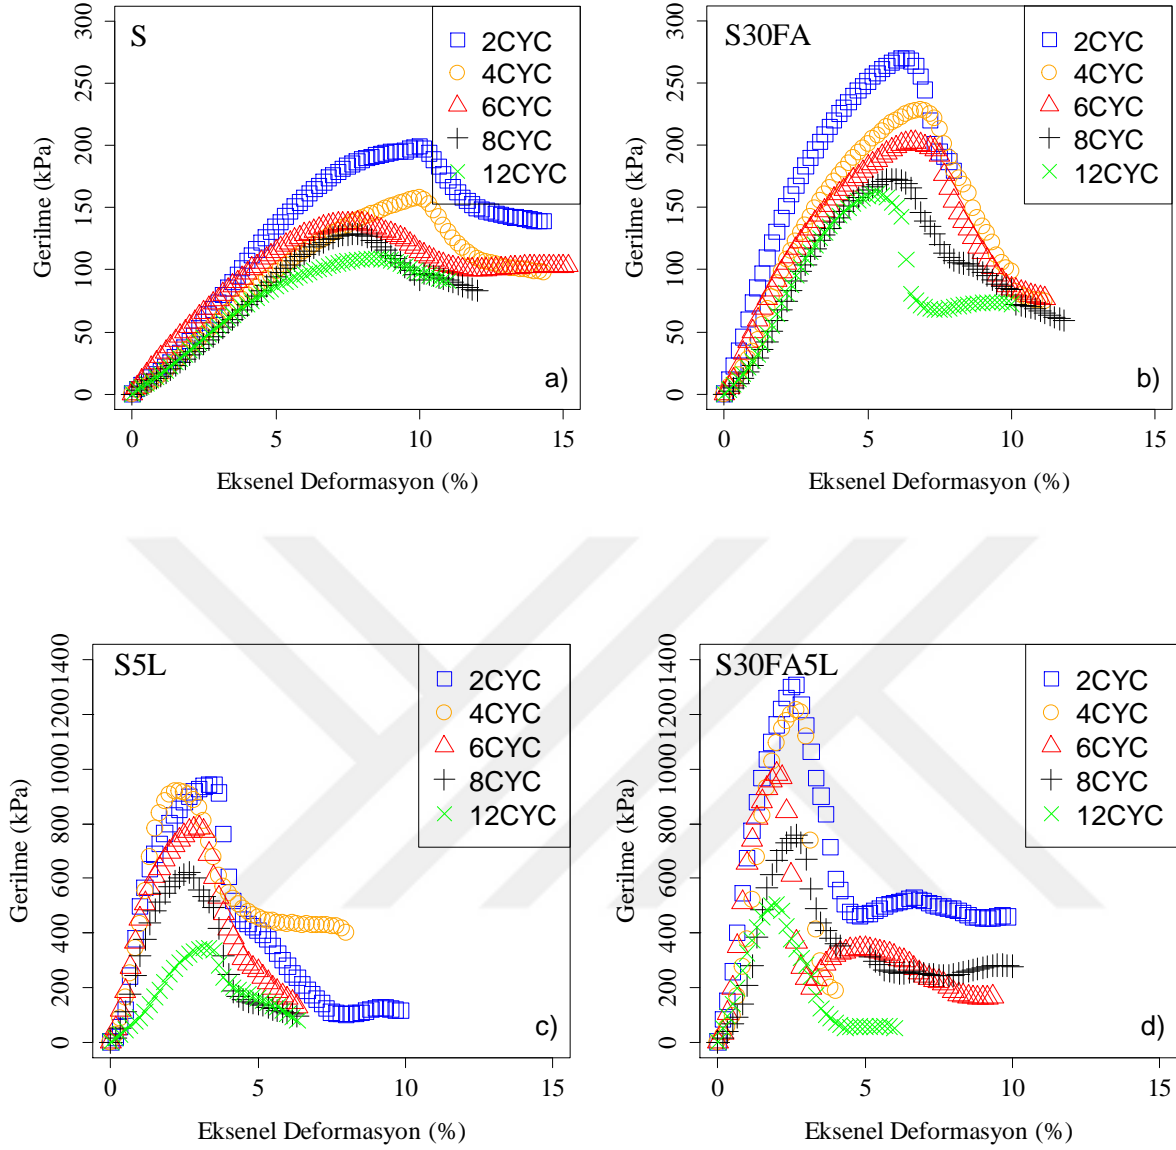 S
2CYC
4CYC
6CYC
8CYC
12CYC
0 50 100 150 200 250 300
Gerilme (kPa)
a)
0 5 10 15
Eksenel Deformasyon (%)
S30FA
2CYC
4CYC
6CYC
8CYC
12CYC
0 50 100 150 200 250 300
Gerilme (kPa)
b)
0 5 10 15
Eksenel Deformasyon (%)
S5L
2CYC
4CYC
6CYC
8CYC
12CYC
0 200 400 600 800 1000 1200 1400
Gerilme (kPa)
c)
0 5 10 15
Eksenel Deformasyon (%)
S30FA5L
2CYC
4CYC
6CYC
8CYC
12CYC
0 200 400 600 800 1000 1200 1400
Gerilme (kPa)
d)
0 5 10 15
Eksenel Deformasyon (%)